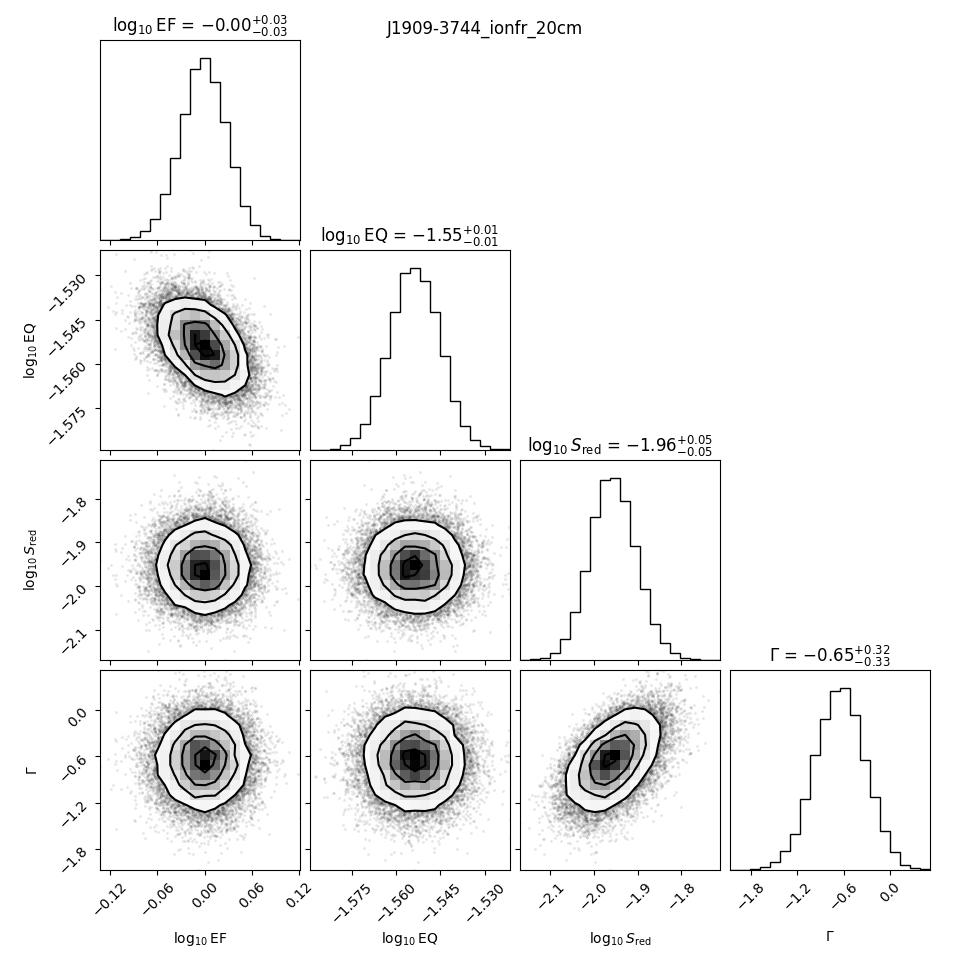 log₁₀ EF = −0.00⁺⁰·⁰³₋₀.₀₃
J1909-3744_ionfr_20cm
log₁₀ EQ = −1.55⁺⁰·⁰¹₋₀.₀₁
−1.530
−1.545
−1.560
−1.575
log₁₀ EQ
log₁₀ S_red = −1.96⁺⁰·⁰⁵₋₀.₀₅
−1.8
−1.9
−2.0
−2.1
log₁₀ S_red
Γ = −0.65⁺⁰·³²₋₀.₃₃
0.0
−0.6
−1.2
−1.8
Γ
−0.12 −0.06 0.00 0.06 0.12
−1.575 −1.560 −1.545 −1.530
−2.1 −2.0 −1.9 −1.8
−1.8 −1.2 −0.6 0.0
log₁₀ EF
log₁₀ EQ
log₁₀ S_red
Γ